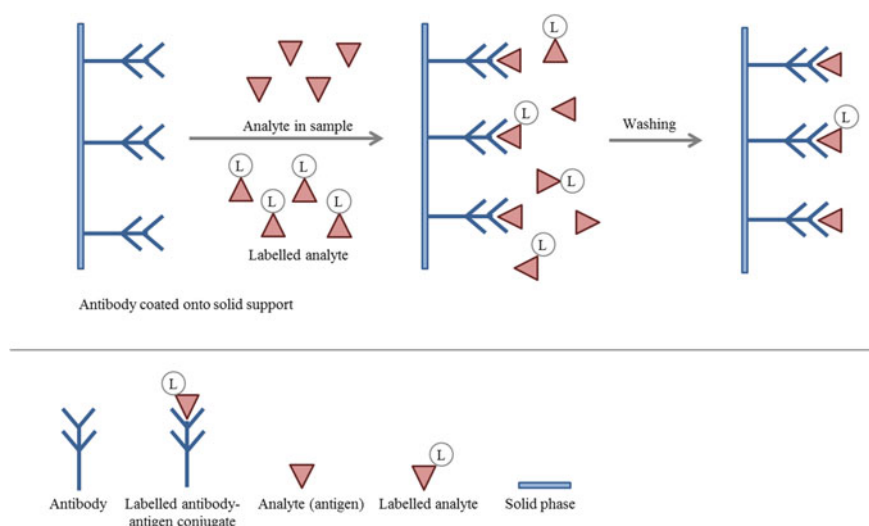 L
Analyte in sample
L
L
Washing
L
L
L
L
L
L
L
Labelled analyte
Antibody coated onto solid support
L
L
Antibody
Labelled antibody-
antigen conjugate
Analyte (antigen)
Labelled analyte
Solid phase